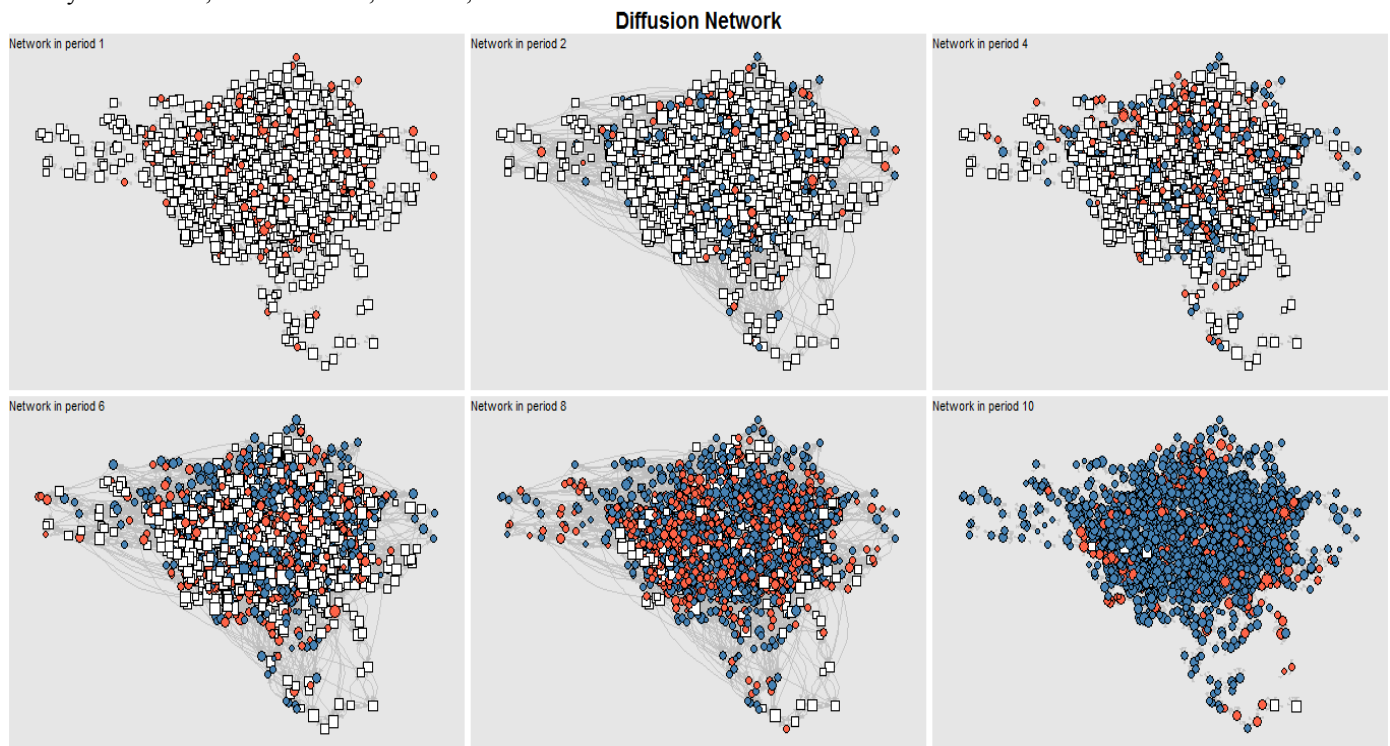 Diffusion Network
Network in period 1
Network in period 2
Network in period 4
Network in period 6
Network in period 8
Network in period 10